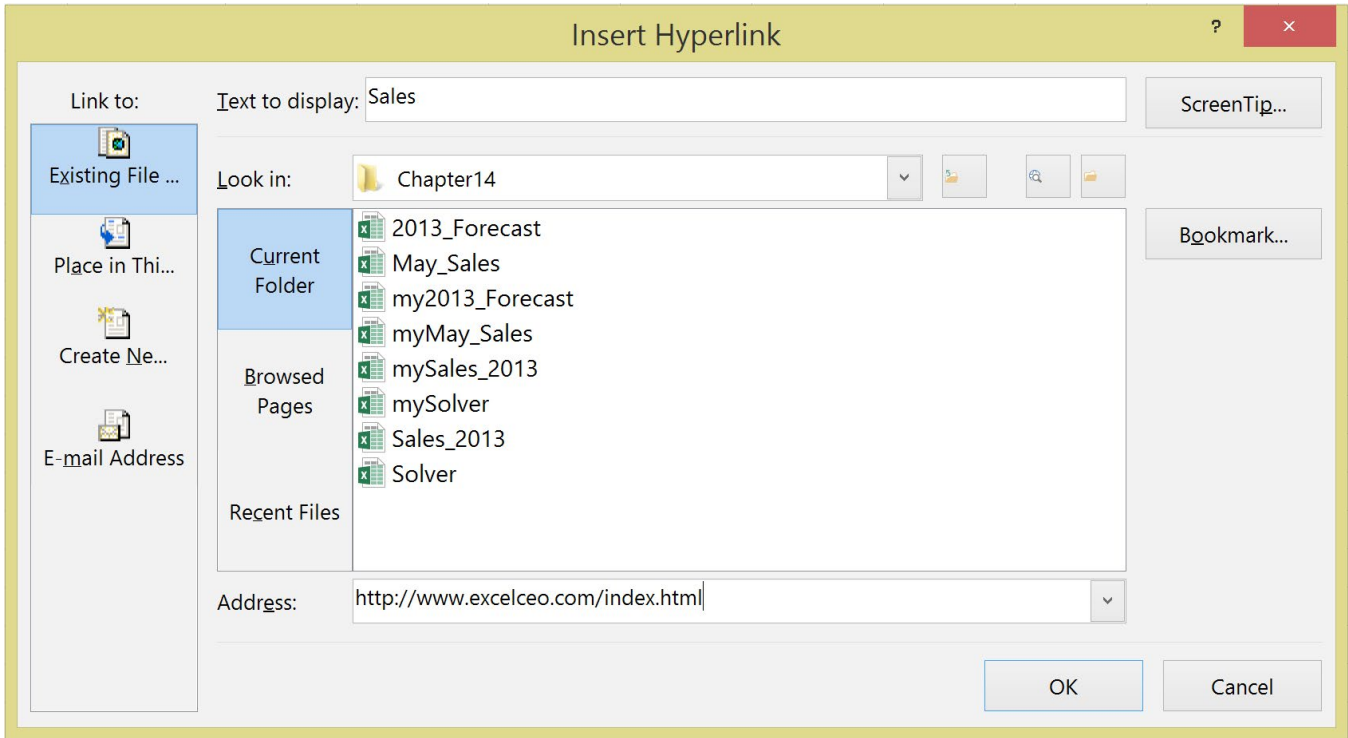 Insert Hyperlink
?
Link to:
Text to display:
Sales
ScreenTip...
Existing File ...
Look in:
Chapter14
Place in Thi...
Create Ne...
E-mail Address
Current
Folder
Browsed
Pages
Recent Files
2013_Forecast
May_Sales
my2013_Forecast
myMay_Sales
mySales_2013
mySolver
Sales_2013
Solver
Bookmark...
Address:
http://www.excelceo.com/index.html
OK
Cancel